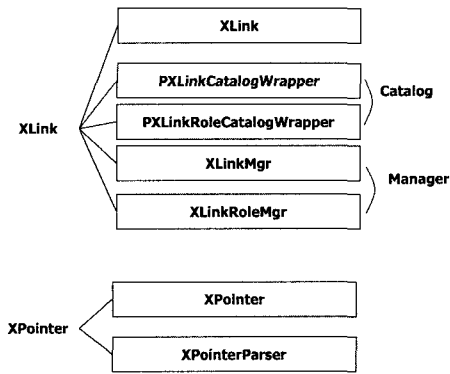 XLink
PXLinkCatalogWrapper
Catalog
PXLinkRoleCatalogWrapper
XLink
XLinkMgr
Manager
XLinkRoleMgr
XPointer
XPointer
XPointerParser